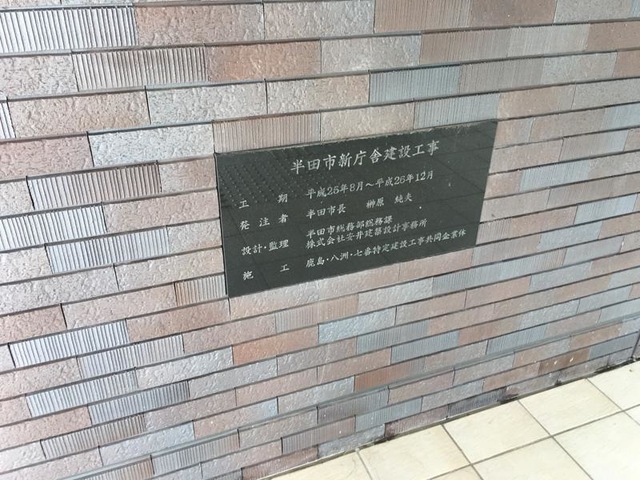 半田市新庁舎建設工事
工　　期　平成25年8月～平成26年12月
発 注 者　半田市長　榊原　純夫
設計・監理　半田市総務部総務課
株式会社安井建築設計事務所
施　　工　鹿島・八洲・七番特定建設工事共同企業体